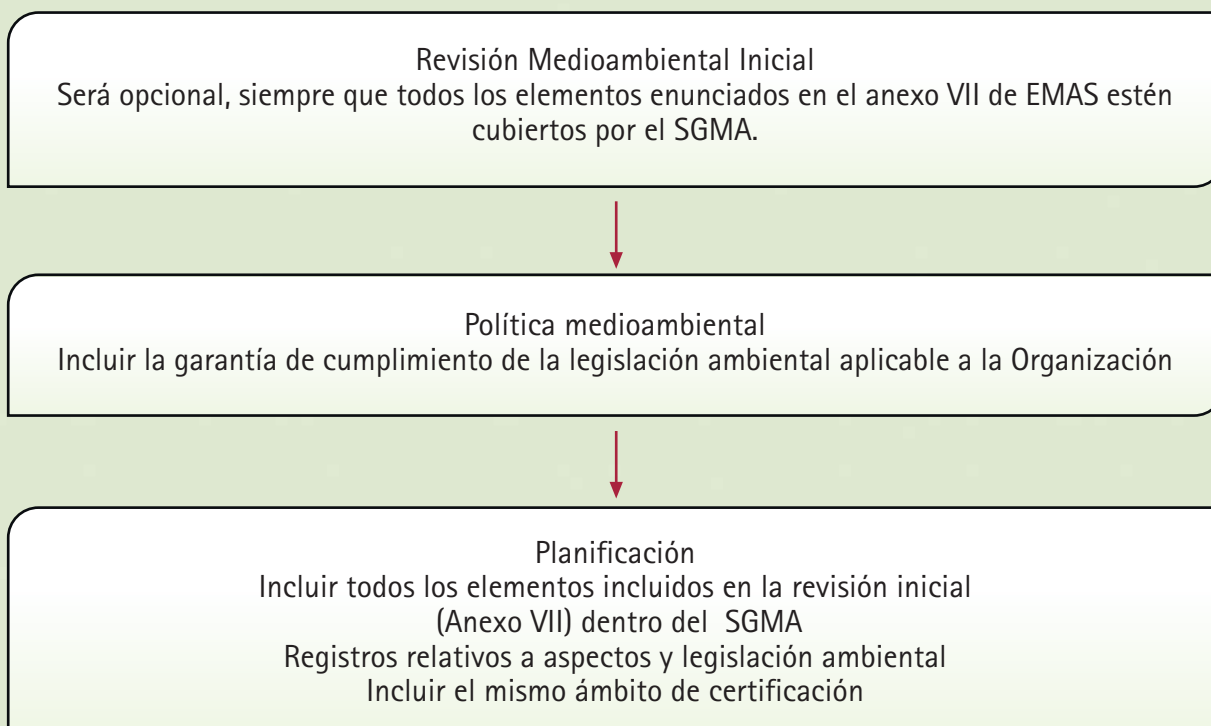 Revisión Medioambiental Inicial
Será opcional, siempre que todos los elementos enunciados en el anexo VII de EMAS estén
cubiertos por el SGMA.
Política medioambiental
Incluir la garantía de cumplimiento de la legislación ambiental aplicable a la Organización
Planificación
Incluir todos los elementos incluidos en la revisión inicial
(Anexo VII) dentro del SGMA
Registros relativos a aspectos y legislación ambiental
Incluir el mismo ámbito de certificación